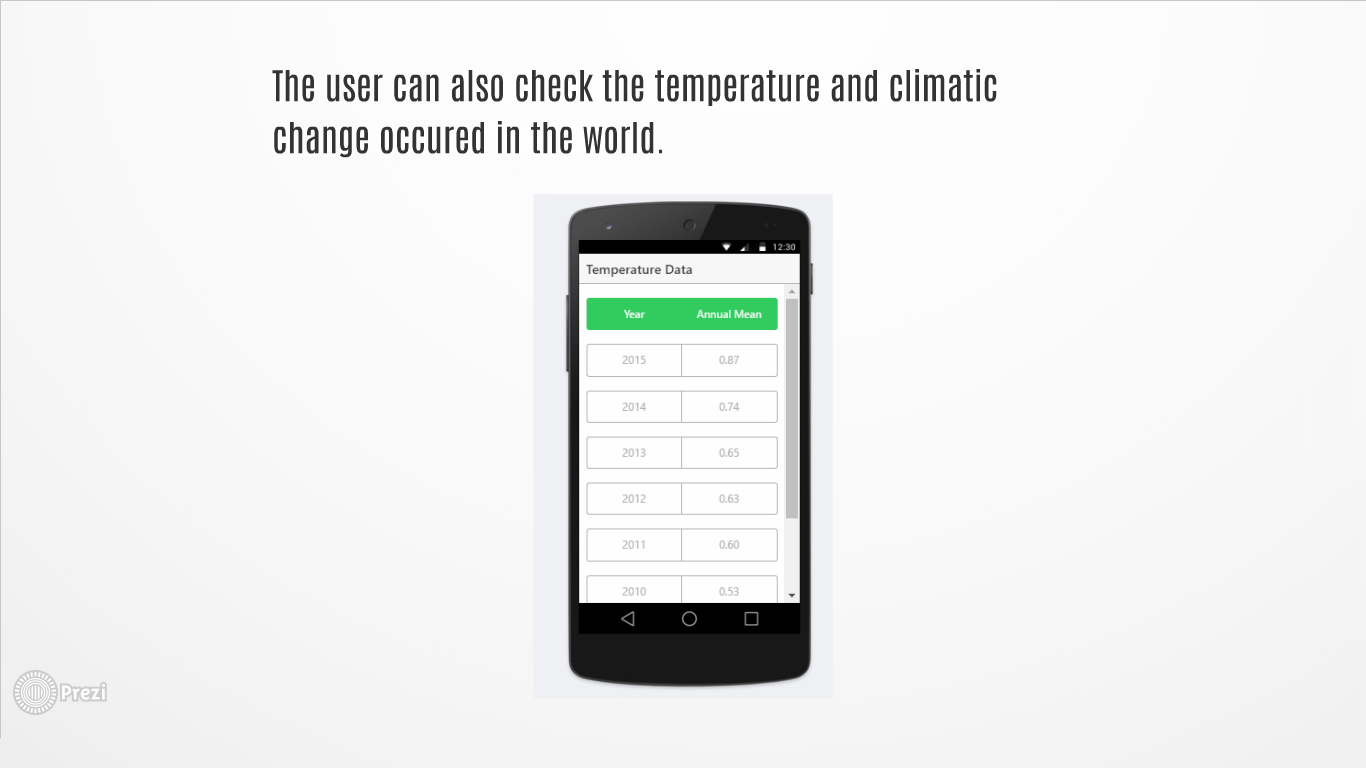 The user can also check the temperature and climatic
change occured in the world.
12:30
Temperature Data
Year Annual Mean
2015 0.87
2014 0.74
2013 0.65
2012 0.63
2011 0.60
2010 0.53
Prezi